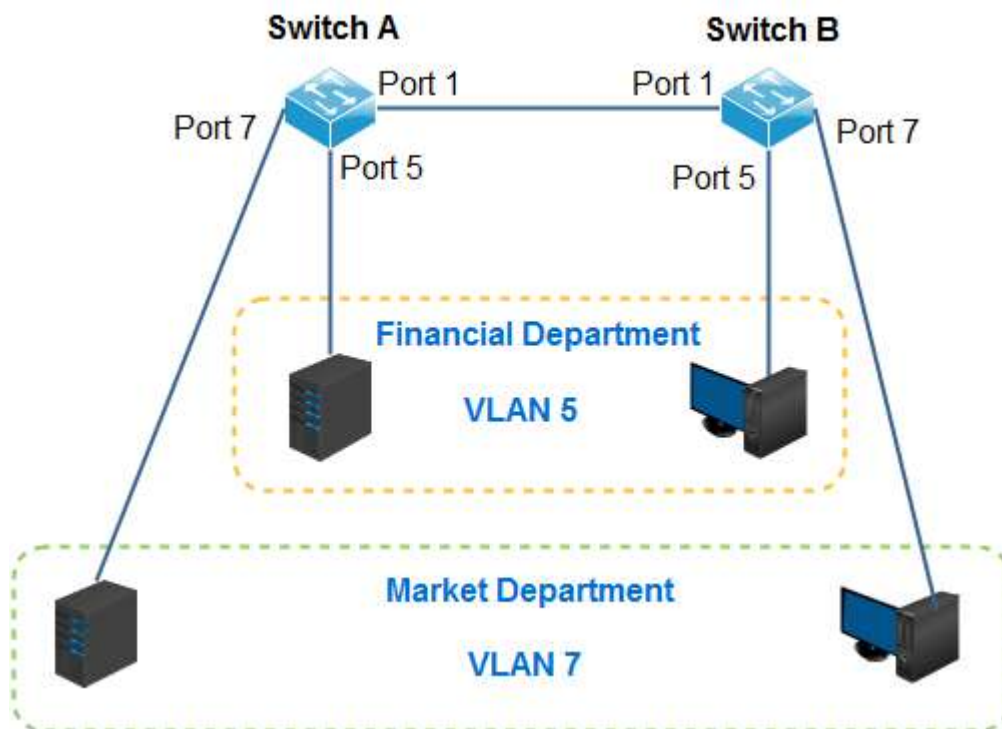 Switch A
Switch B
Port 1
Port 1
Port 7
Port 7
Port 5
Port 5
Financial Department
VLAN 5
Market Department
VLAN 7